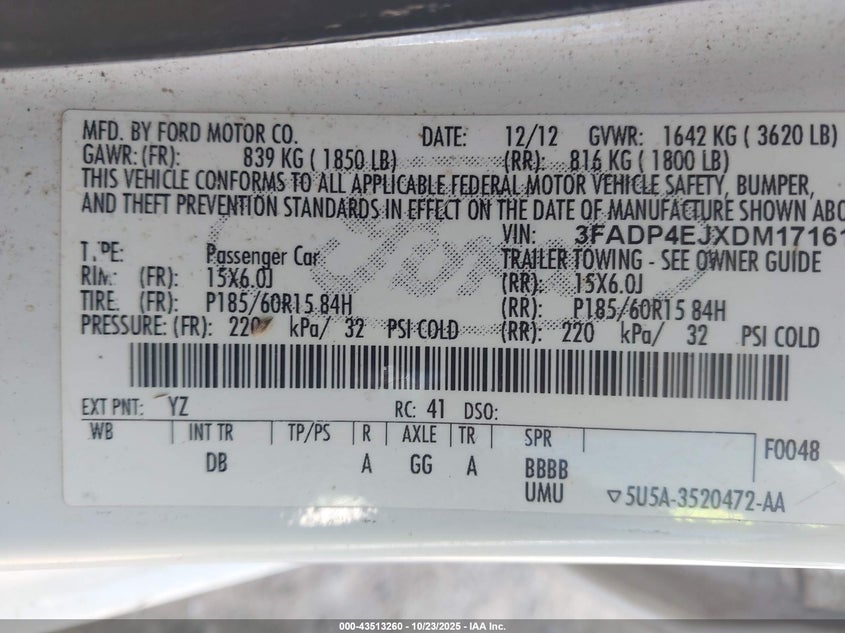 MFD. BY FORD MOTOR CO. DATE: 12/12 GVWR: 1642 KG ( 3620 LB)
GAWR: (FR): 839 KG ( 1850 LB) (RR): 816 KG ( 1800 LB)
THIS VEHICLE CONFORMS TO ALL APPLICABLE FEDERAL MOTOR VEHICLE SAFETY, BUMPER,
AND THEFT PREVENTION STANDARDS IN EFFECT ON THE DATE OF MANUFACTURE SHOWN ABO
VIN: 3FADP4EJXDM17161
TYPE: Passenger Car TRAILER TOWING - SEE OWNER GUIDE
RIM: (FR): 15X6.0J (RR): 15X6.0J
TIRE (FR): P185/60R15 84H (RR): P185/60R15 84H
PRESSURE: (FR): 220 kPa/ 32 PSI COLD (RR): 220 kPa/ 32 PSI COLD
EXT PNT: YZ RC: 41 DSO:
WB INT TR TP/PS R AXLE TR SPR F0048
DB A GG A BBBB
UMU ▽5U5A-3520472-AA
Ford
000-43513260 - 10/23/2025 - IAA Inc.